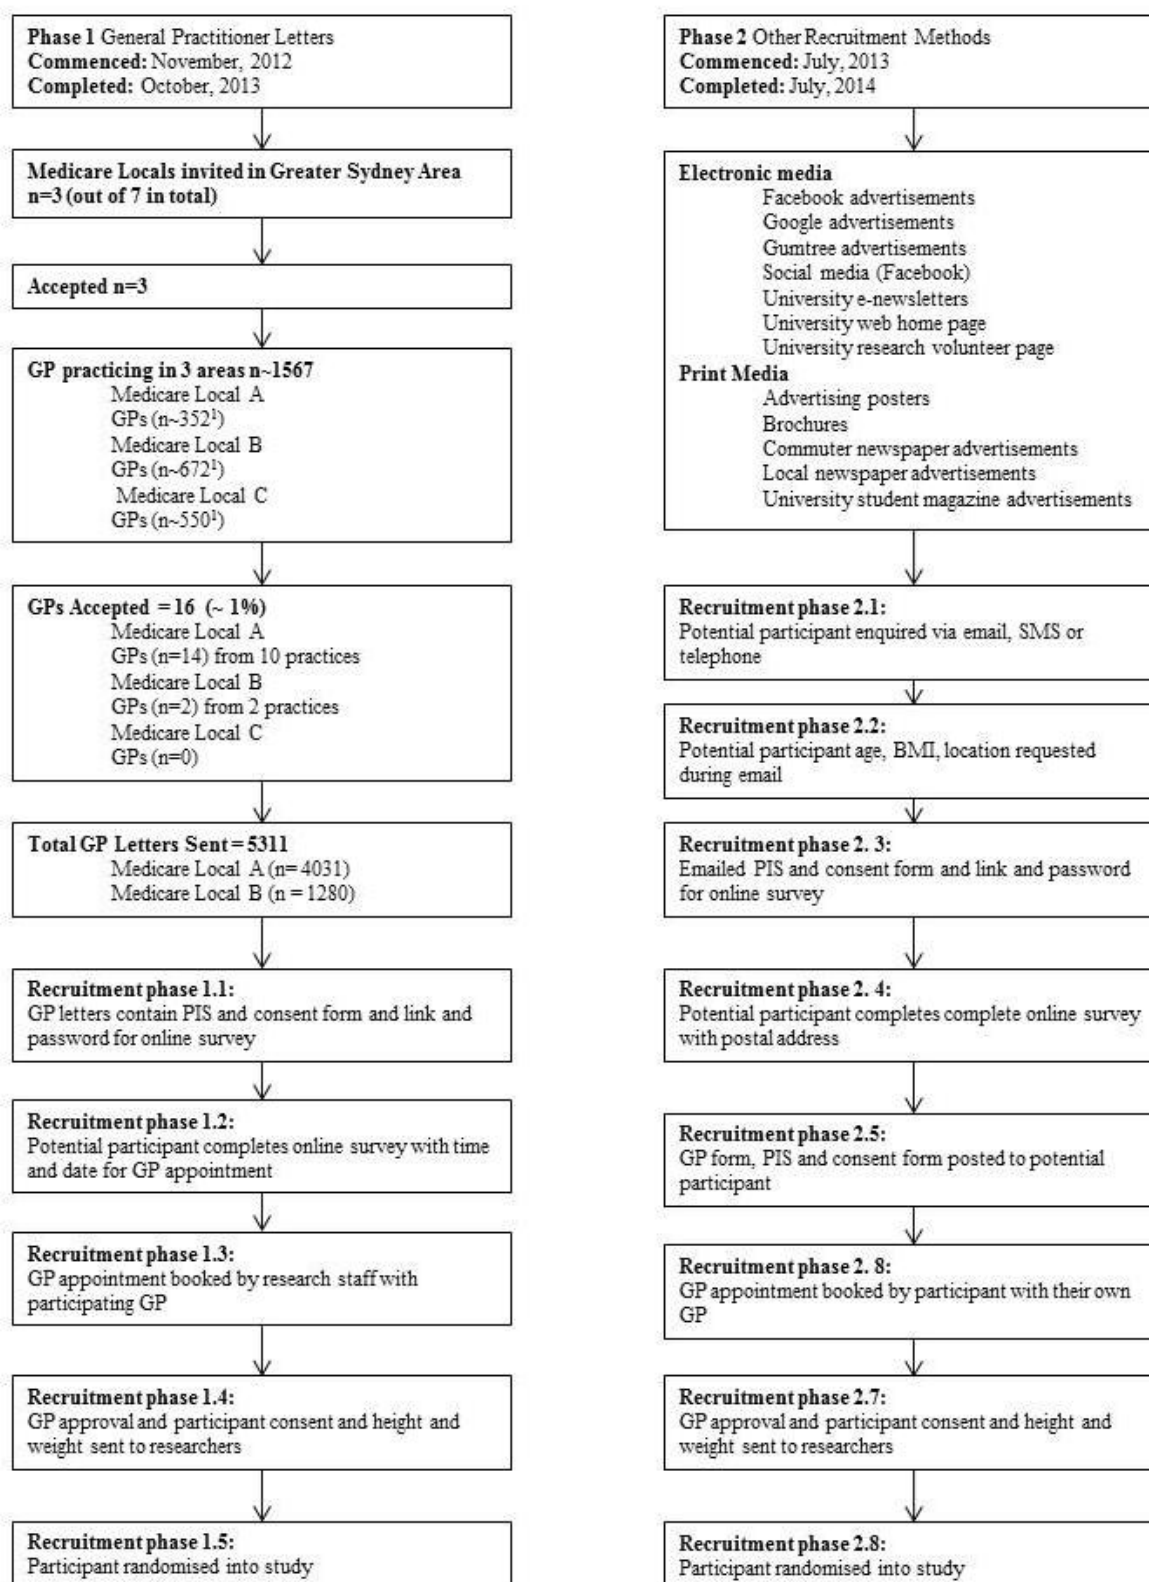 Phase 1 General Practitioner Letters
Commenced: November, 2012
Completed: October, 2013
Medicare Locals invited in Greater Sydney Area
n=3 (out of 7 in total)
Accepted n=3
GP practicing in 3 areas n~1567
Medicare Local A
GPs (n~352¹)
Medicare Local B
GPs (n~672¹)
Medicare Local C
GPs (n~550¹)
GPs Accepted = 16 (~ 1%)
Medicare Local A
GPs (n=14) from 10 practices
Medicare Local B
GPs (n=2) from 2 practices
Medicare Local C
GPs (n=0)
Total GP Letters Sent = 5311
Medicare Local A (n= 4031)
Medicare Local B (n = 1280)
Recruitment phase 1.1:
GP letters contain PIS and consent form and link and
password for online survey
Recruitment phase 1.2:
Potential participant completes online survey with time
and date for GP appointment
Recruitment phase 1.3:
GP appointment booked by research staff with
participating GP
Recruitment phase 1.4:
GP approval and participant consent and height and
weight sent to researchers
Recruitment phase 1.5:
Participant randomised into study
Phase 2 Other Recruitment Methods
Commenced: July, 2013
Completed: July, 2014
Electronic media
Facebook advertisements
Google advertisements
Gumtree advertisements
Social media (Facebook)
University e-newsletters
University web home page
University research volunteer page
Print Media
Advertising posters
Brochures
Commuter newspaper advertisements
Local newspaper advertisements
University student magazine advertisements
Recruitment phase 2.1:
Potential participant enquired via email, SMS or
telephone
Recruitment phase 2.2:
Potential participant age, BMI, location requested
during email
Recruitment phase 2. 3:
Emailed PIS and consent form and link and password
for online survey
Recruitment phase 2. 4:
Potential participant completes complete online survey
with postal address
Recruitment phase 2.5:
GP form, PIS and consent form posted to potential
participant
Recruitment phase 2. 8:
GP appointment booked by participant with their own
GP
Recruitment phase 2.7:
GP approval and participant consent and height and
weight sent to researchers
Recruitment phase 2.8:
Participant randomised into study